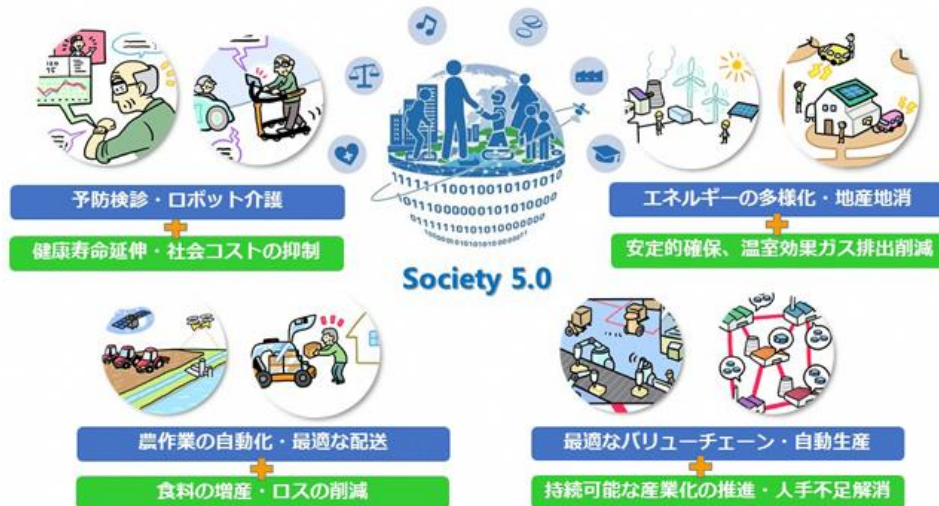 予防検診・ロボット介護
健康寿命延伸・社会コストの抑制
エネルギーの多様化・地産地消
安定的確保、温室効果ガス排出削減
Society 5.0
農作業の自動化・最適な配送
食料の増産・ロスの削減
最適なバリューチェーン・自動生産
持続可能な産業化の推進・人手不足解消